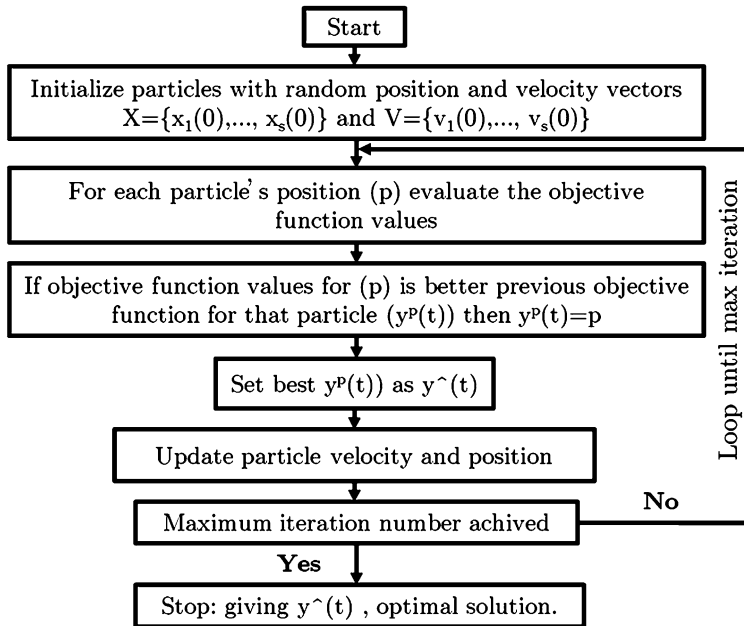 Start
Initialize particles with random position and velocity vectors
X={x₁(0),..., xₛ(0)} and V={v₁(0),..., vₛ(0)}
For each particle's position (p) evaluate the objective
function values
If objective function values for (p) is better previous objective
function for that particle (yᵖ(t)) then yᵖ(t)=p
Set best yᵖ(t)) as y^(t)
Update particle velocity and position
Maximum iteration number achived
No
Loop until max iteration
Yes
Stop: giving y^(t) , optimal solution.